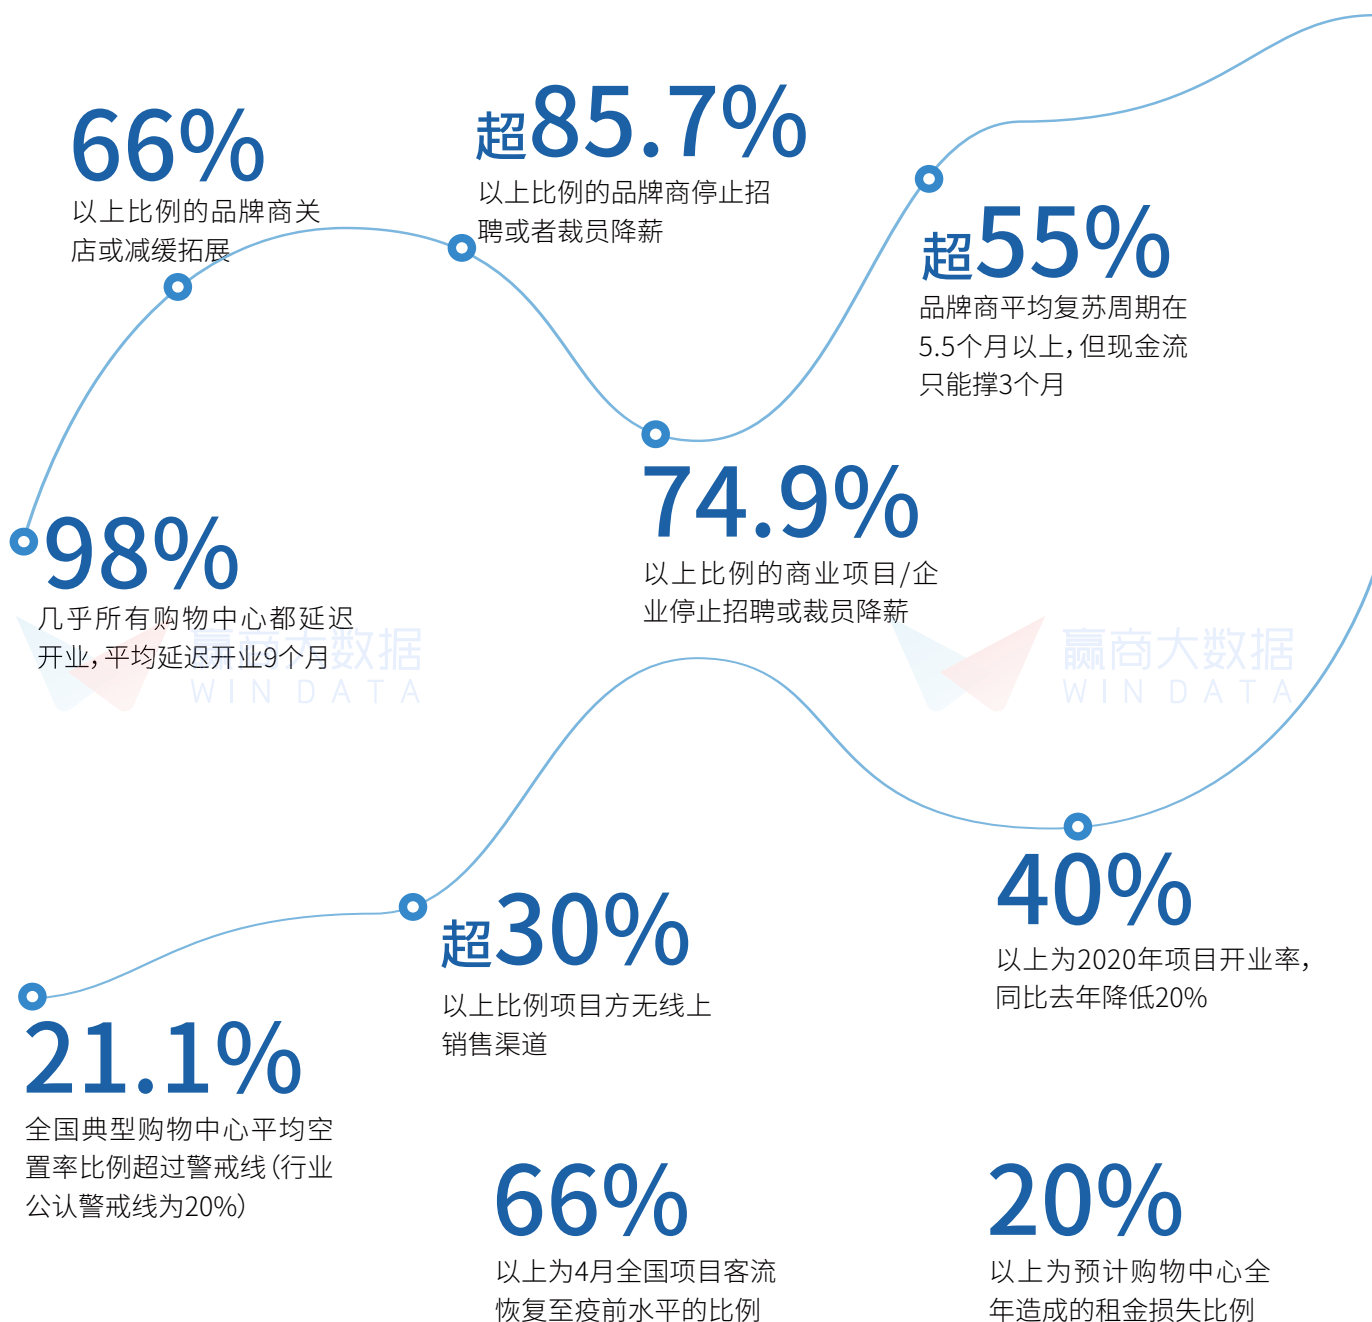 66%
以上比例的品牌商关
店或减缓拓展
超85.7%
以上比例的品牌商停止招
聘或者裁员降薪
超55%
品牌商平均复苏周期在
5.5个月以上，但现金流
只能撑3个月
98%
几乎所有购物中心都延迟
开业，平均延迟开业9个月
74.9%
以上比例的商业项目/企
业停止招聘或裁员降薪
赢商大数据
WIN DATA
赢商大数据
WIN DATA
21.1%
全国典型购物中心平均空
置率比例超过警戒线（行业
公认警戒线为20%）
超30%
以上比例项目方无线上
销售渠道
40%
以上为2020年项目开业率，
同比去年降低20%
66%
以上为4月全国项目客流
恢复至疫前水平的比例
20%
以上为预计购物中心全
年造成的租金损失比例